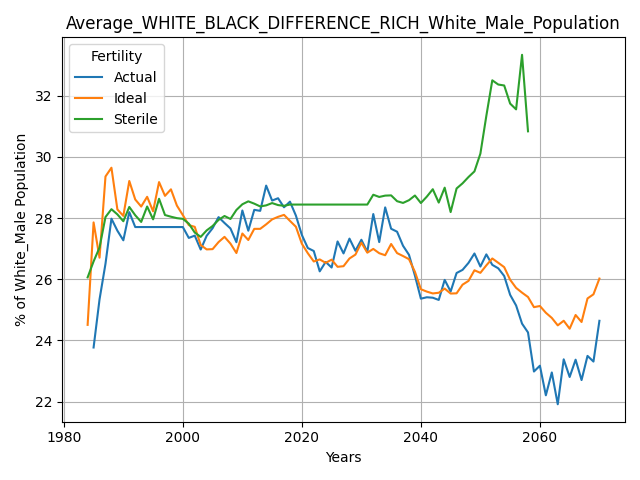 Average_WHITE_BLACK_DIFFERENCE_RICH_White_Male_Population
Fertility
Actual
Ideal
Sterile
% of White_Male Population
32
30
28
26
24
22
1980
2000
2020
2040
2060
Years